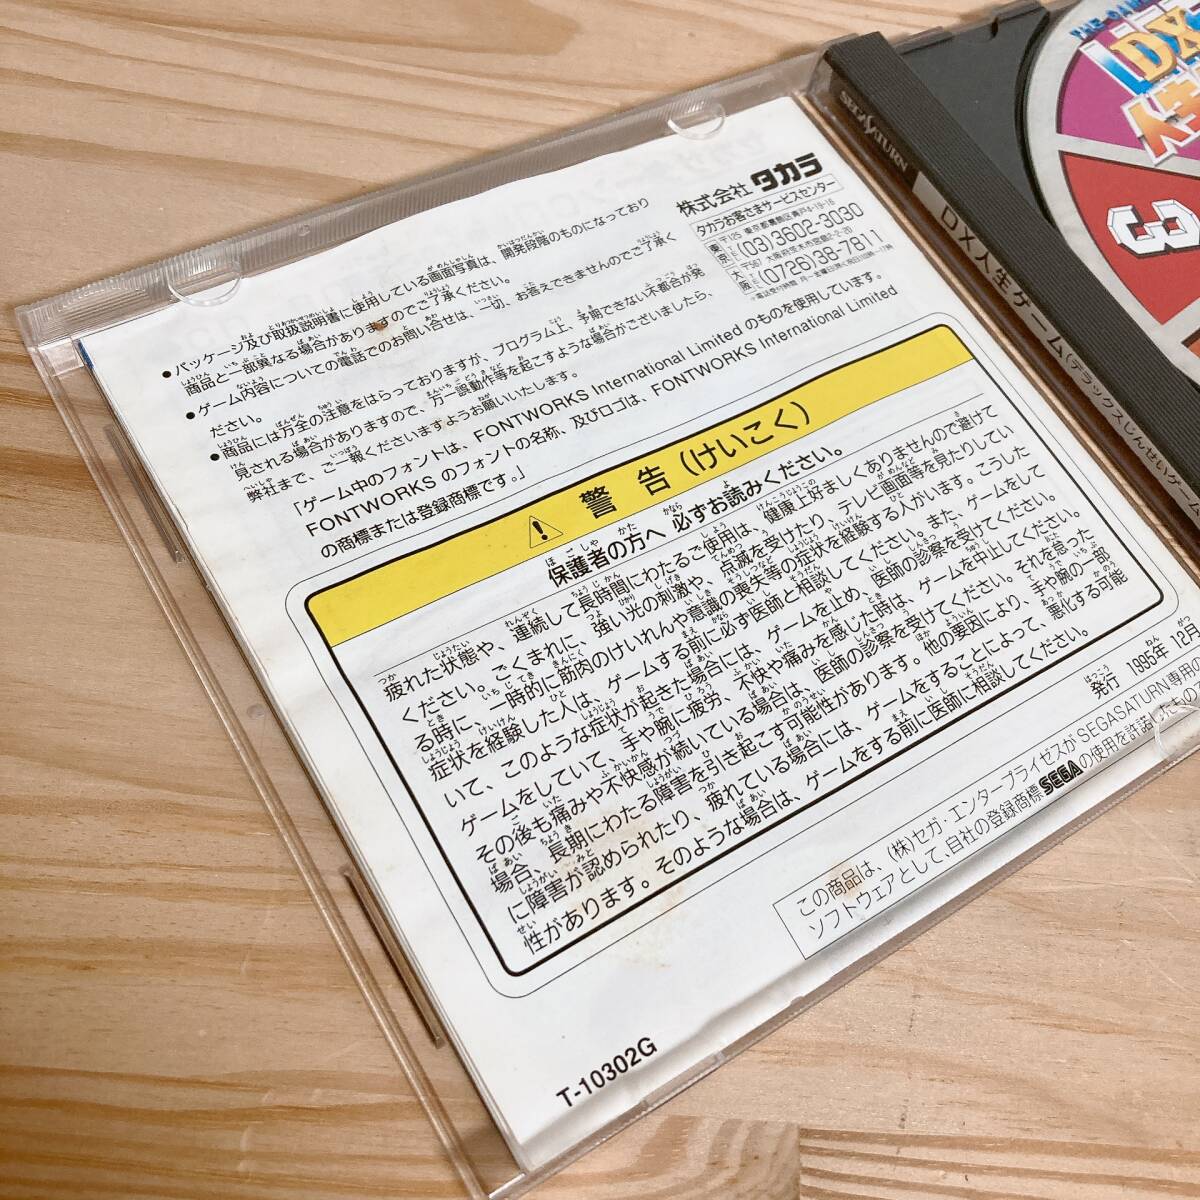 株式会社 タカラ
タカラお客さまサービスセンター
東京 〒125 東京都葛飾区青戸4-19-16
TEL (03)3602-3030
大阪 〒567
TEL (0726)38-7811
●パッケージ及び取扱説明書に使用している画面写真は、開発段階のものになっており
商品と一部異なる場合がありますのでご了承ください。
●ゲーム内容についての電話でのお問い合せは、一切、お答えできませんのでご了承く
ださい。
●商品には万全の注意をはらっておりますが、プログラム上、予期できない不都合が発
見される場合がありますので、万一誤動作等を起こすような場合がございましたら、
弊社まで、ご一報くださいますようお願いいたします。
「ゲーム中のフォントは、FONTWORKS International Limited のものを使用しています。
FONTWORKS のフォントの名称、及びロゴは、FONTWORKS International Limited
の商標または登録商標です。」
警告(けいこく)
保護者の方へ 必ずお読みください。
疲れた状態や、連続して長時間にわたるご使用は、健康上好ましくありませんので避けて
ください。ごくまれに、強い光の刺激や、点滅を受けたり、テレビ画面等を見たりしてい
る時に、一時的に筋肉のけいれんや意識の喪失等の症状を経験する人がいます。こうした
症状を経験した人は、ゲームする前に必ず医師と相談してください。また、ゲームをして
いて、このような症状が起きた場合には、ゲームを止め、医師の診察を受けてください。
ゲームをしていて、手や腕に疲労、不快や痛みを感じた時は、ゲームを中止してください。
その後も痛みや不快感が続いている場合は、医師の診察を受けてください。それを怠った
場合、長期にわたる障害を引き起こす可能性があります。他の要因により、手や腕の一部
に障害が認められたり、疲れている場合には、ゲームをすることによって、悪化する可能
性があります。そのような場合は、ゲームをする前に医師に相談してください。
発行 1995年 12月
この商品は、(株)セガ・エンタープライゼスがSEGASATURN専用の
ソフトウェアとして、自社の登録商標SEGAの使用を許諾したもの
T-10302G
SEGASATURN
DX人生ゲーム(デラックスじんせいゲーム
DX
人生
3